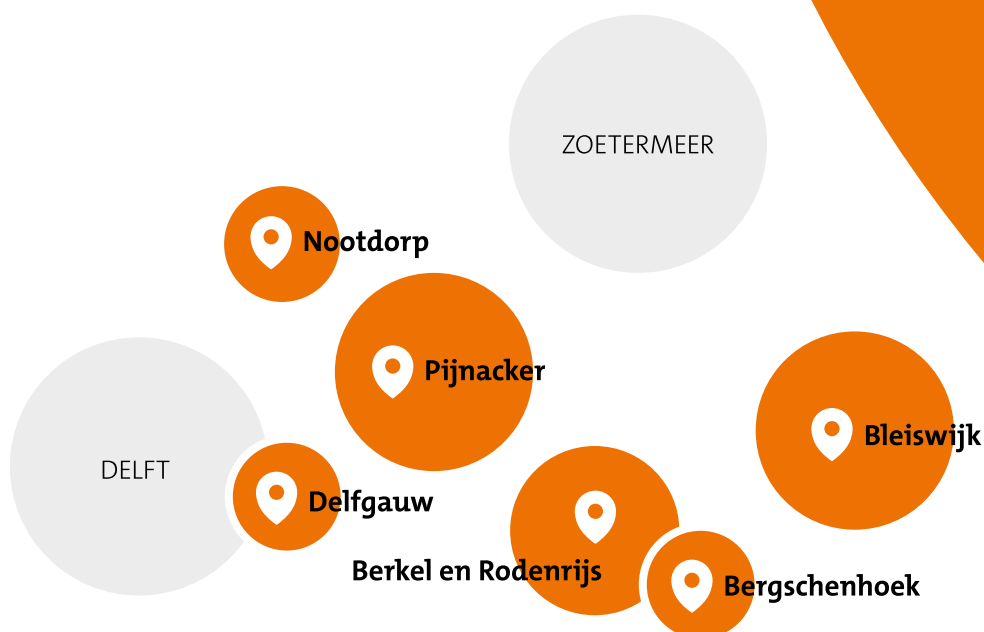 ZOETERMEER
Nootdorp
Pijnacker
Bleiswijk
DELFT
Delfgauw
Berkel en Rodenrijs
Bergschenhoek